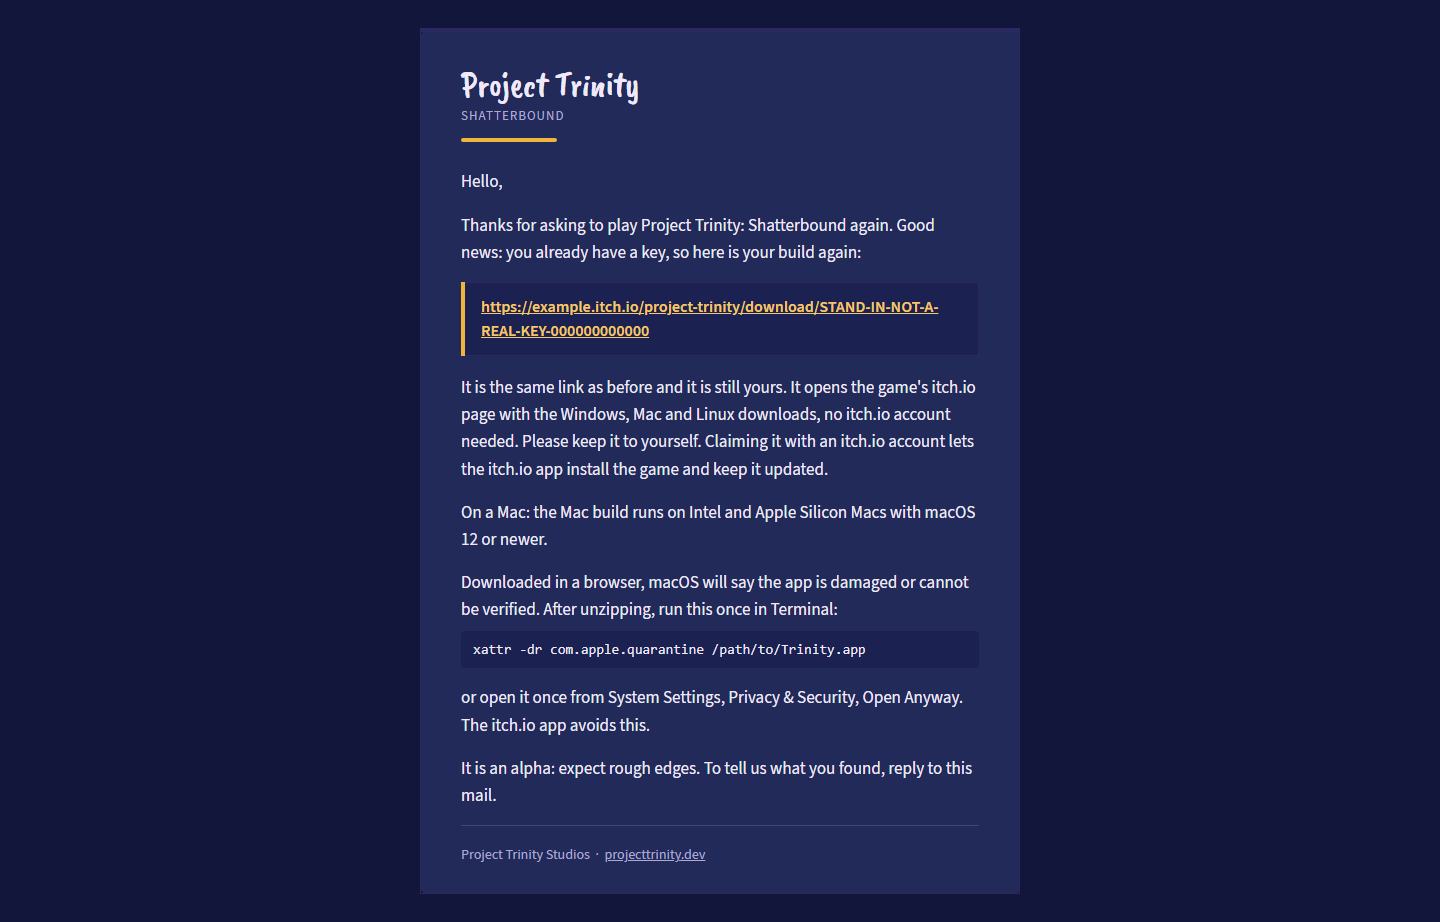 Project Trinity
SHATTERBOUND
Hello,
Thanks for asking to play Project Trinity: Shatterbound again. Good
news: you already have a key, so here is your build again:
https://example.itch.io/project-trinity/download/STAND-IN-NOT-A-
REAL-KEY-000000000000
It is the same link as before and it is still yours. It opens the game's itch.io
page with the Windows, Mac and Linux downloads, no itch.io account
needed. Please keep it to yourself. Claiming it with an itch.io account lets
the itch.io app install the game and keep it updated.
On a Mac: the Mac build runs on Intel and Apple Silicon Macs with macOS
12 or newer.
Downloaded in a browser, macOS will say the app is damaged or cannot
be verified. After unzipping, run this once in Terminal:
xattr -dr com.apple.quarantine /path/to/Trinity.app
or open it once from System Settings, Privacy & Security, Open Anyway.
The itch.io app avoids this.
It is an alpha: expect rough edges. To tell us what you found, reply to this
mail.
Project Trinity Studios · projecttrinity.dev